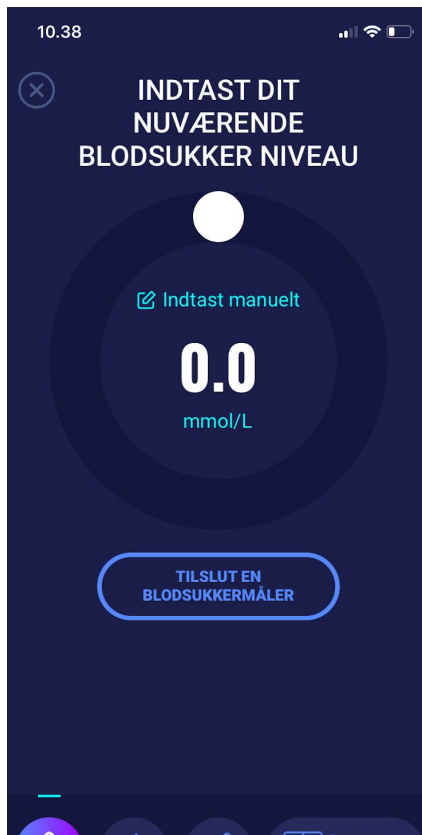 10.38
INDTAST DIT
NUVÆRENDE
BLODSUKKER NIVEAU
Indtast manuelt
0.0
mmol/L
TILSLUT EN
BLODSUKKERMÅLER